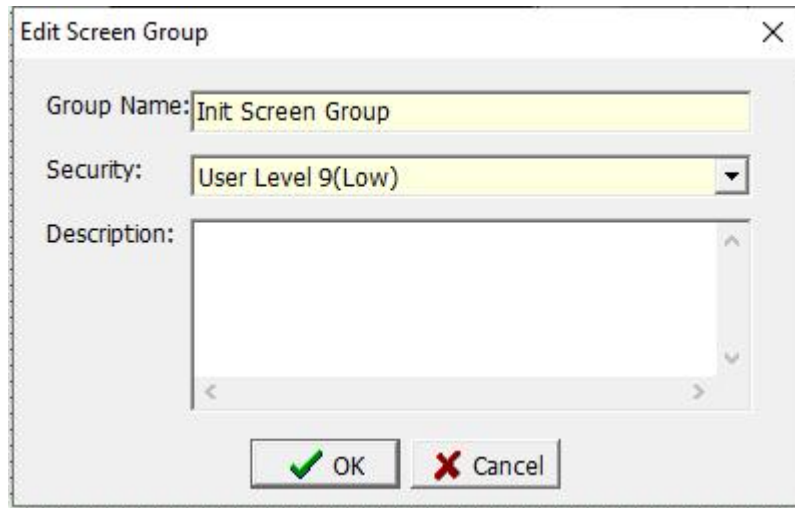 Edit Screen Group
Group Name: Init Screen Group
Security: User Level 9(Low)
Description:
OK Cancel